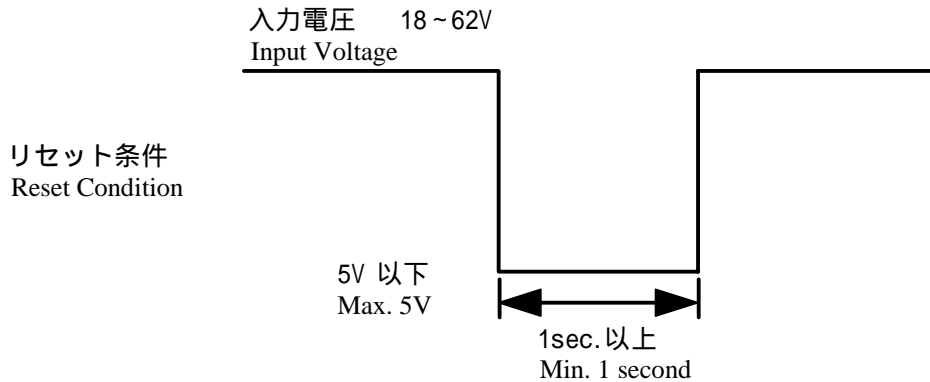 入力電圧 18~62V
Input Voltage
リセット条件
Reset Condition
5V 以下
Max. 5V
1sec.以上
Min. 1 second